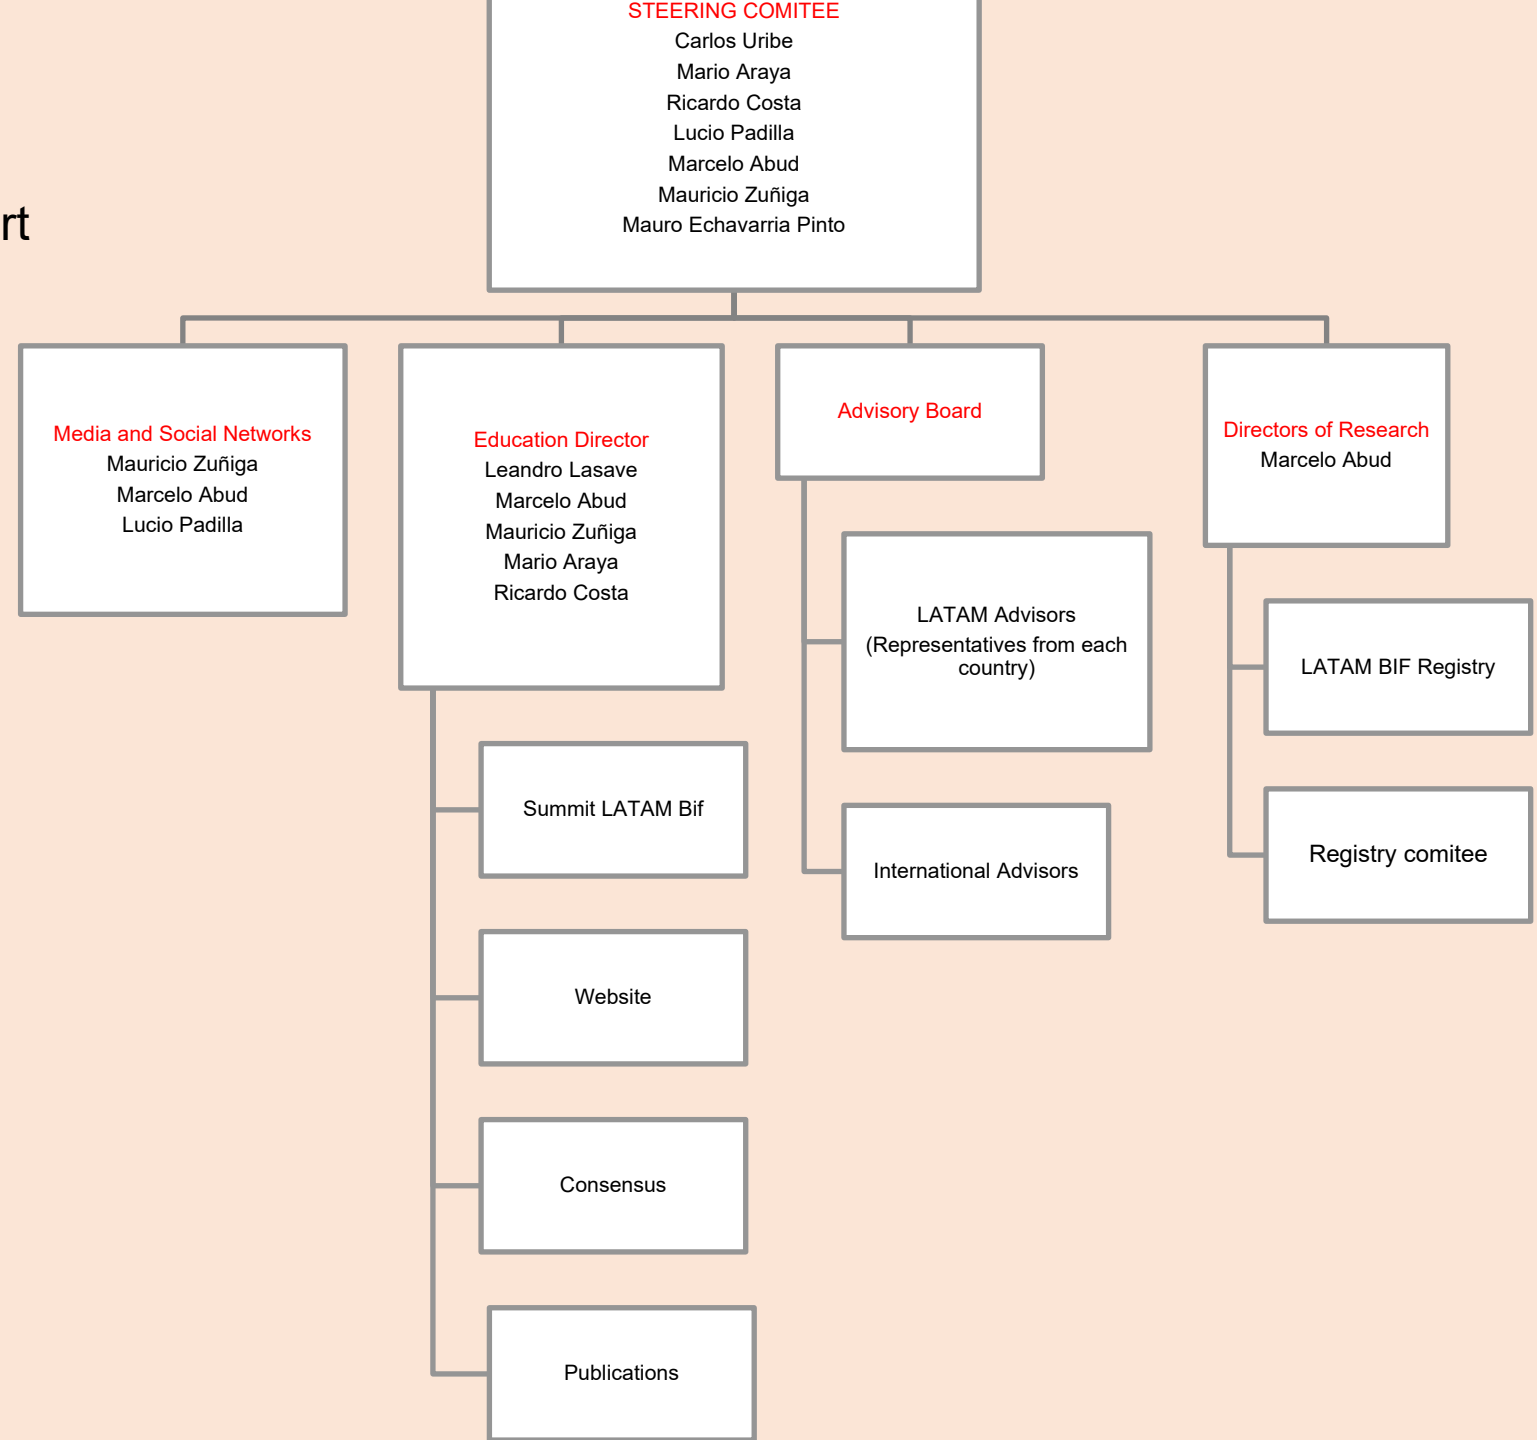 STEERING COMITEE
Carlos Uribe
Mario Araya
Ricardo Costa
Lucio Padilla
Marcelo Abud
Mauricio Zuñiga
Mauro Echavarria Pinto
rt
Media and Social Networks
Mauricio Zuñiga
Marcelo Abud
Lucio Padilla
Education Director
Leandro Lasave
Marcelo Abud
Mauricio Zuñiga
Mario Araya
Ricardo Costa
Summit LATAM Bif
Website
Consensus
Publications
Advisory Board
LATAM Advisors
(Representatives from each
country)
International Advisors
Directors of Research
Marcelo Abud
LATAM BIF Registry
Registry comitee